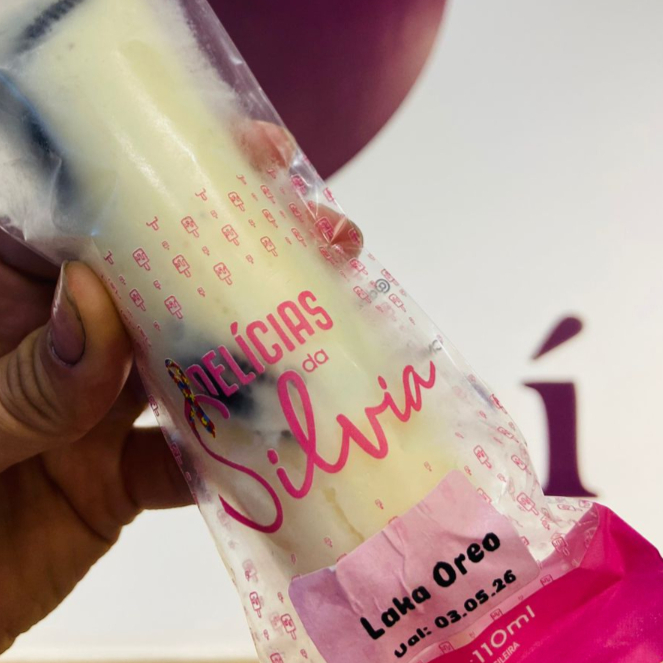 DELÍCIAS
da
Silvia
Laka Oreo
val: 03.05.26
110ml
í